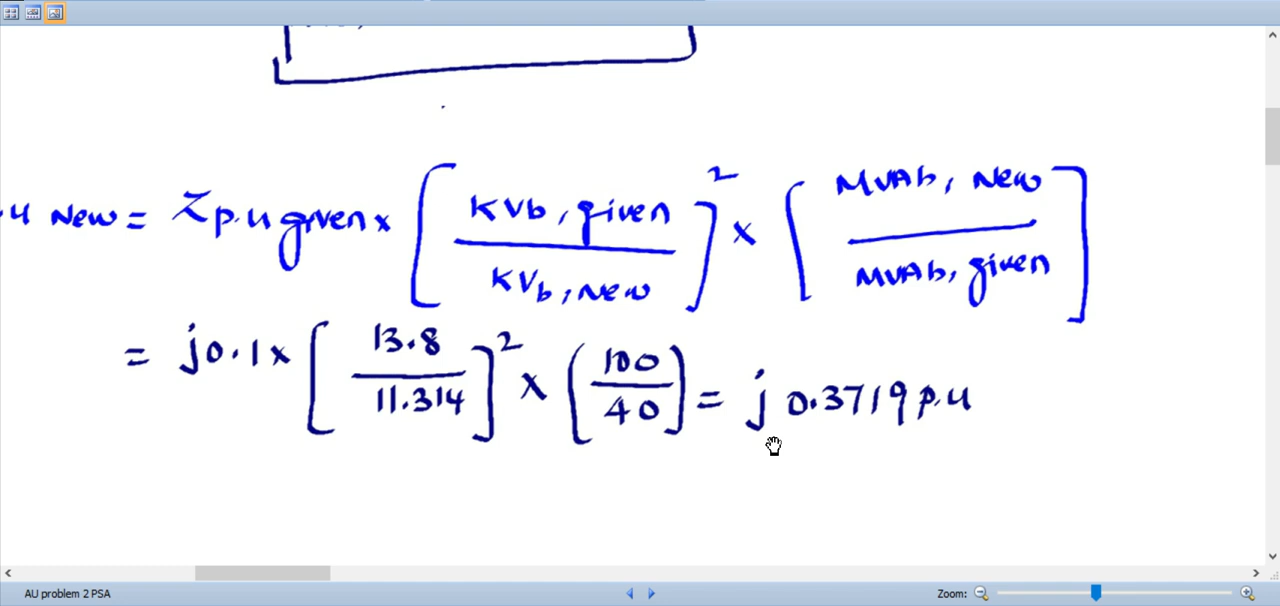 .u New = Zp.u given x [ KVb, given / KVb, New ]² x [ MVAb, New / MVAb, given ]
= j0.1 x [ 13.8 / 11.314 ]² x ( 100 / 40 ) = j 0.3719 p.u
AU problem 2 PSA
Zoom: